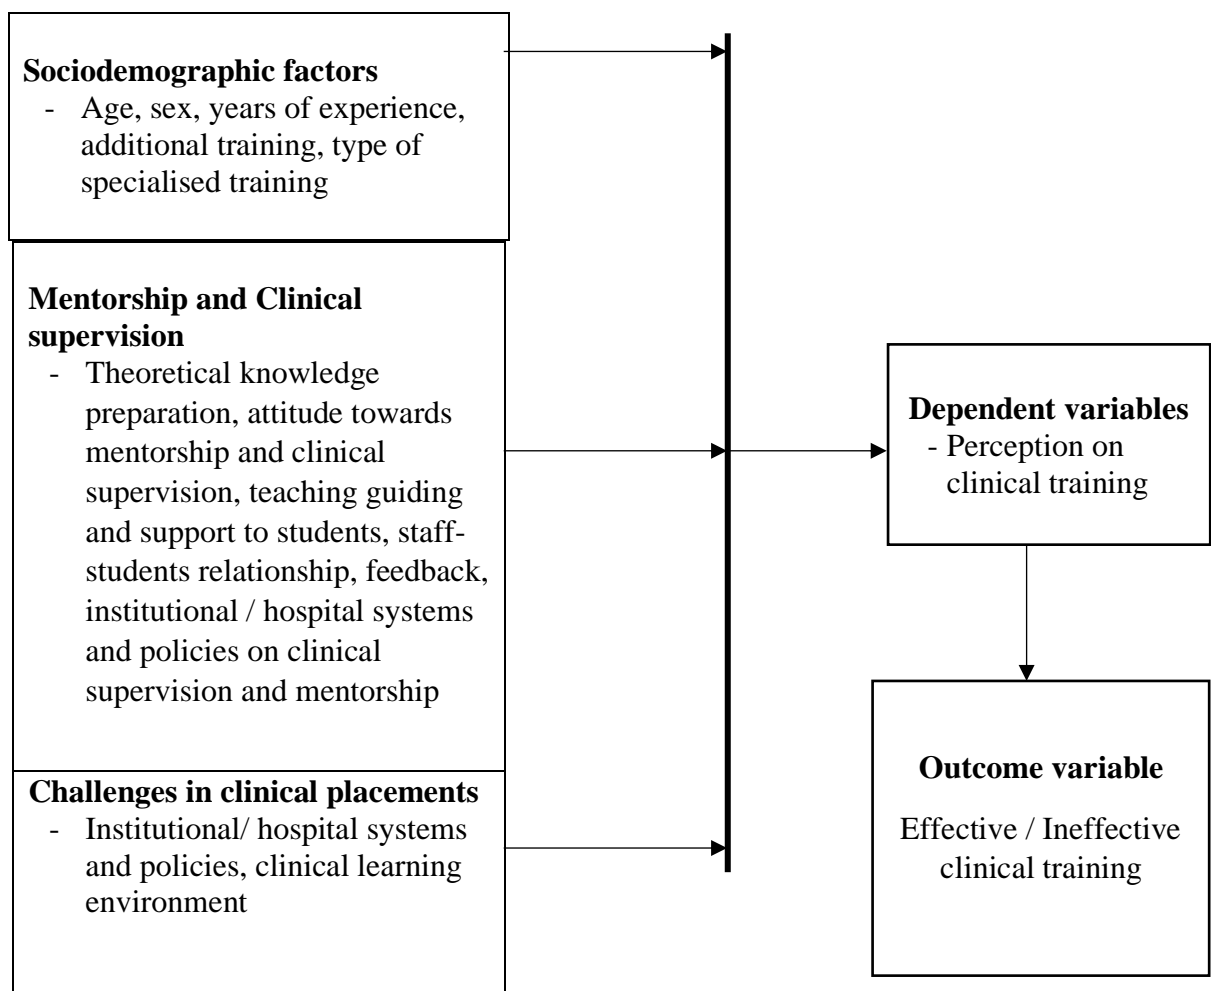 Sociodemographic factors
- Age, sex, years of experience,
additional training, type of
specialised training
Mentorship and Clinical
supervision
- Theoretical knowledge
preparation, attitude towards
mentorship and clinical
supervision, teaching guiding
and support to students, staff-
students relationship, feedback,
institutional / hospital systems
and policies on clinical
supervision and mentorship
Challenges in clinical placements
- Institutional/ hospital systems
and policies, clinical learning
environment
Dependent variables
- Perception on
clinical training
Outcome variable
Effective / Ineffective
clinical training